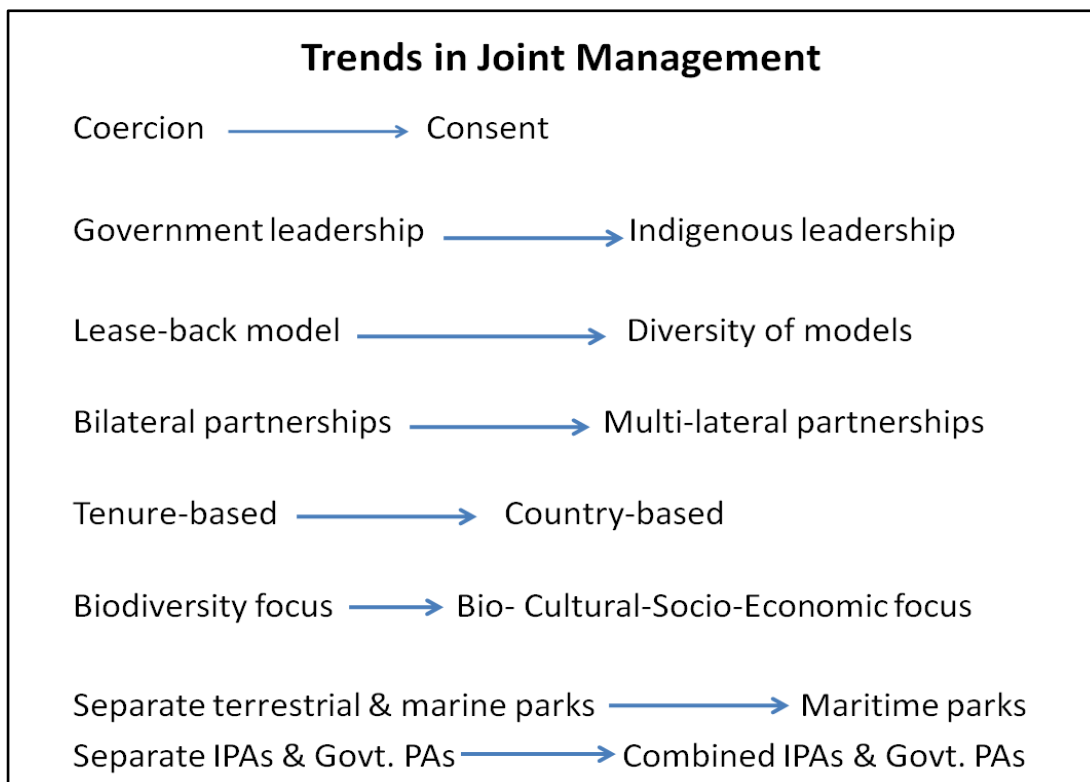 Trends in Joint Management
Coercion → Consent
Government leadership → Indigenous leadership
Lease-back model → Diversity of models
Bilateral partnerships → Multi-lateral partnerships
Tenure-based → Country-based
Biodiversity focus → Bio- Cultural-Socio-Economic focus
Separate terrestrial & marine parks → Maritime parks
Separate IPAs & Govt. PAs → Combined IPAs & Govt. PAs